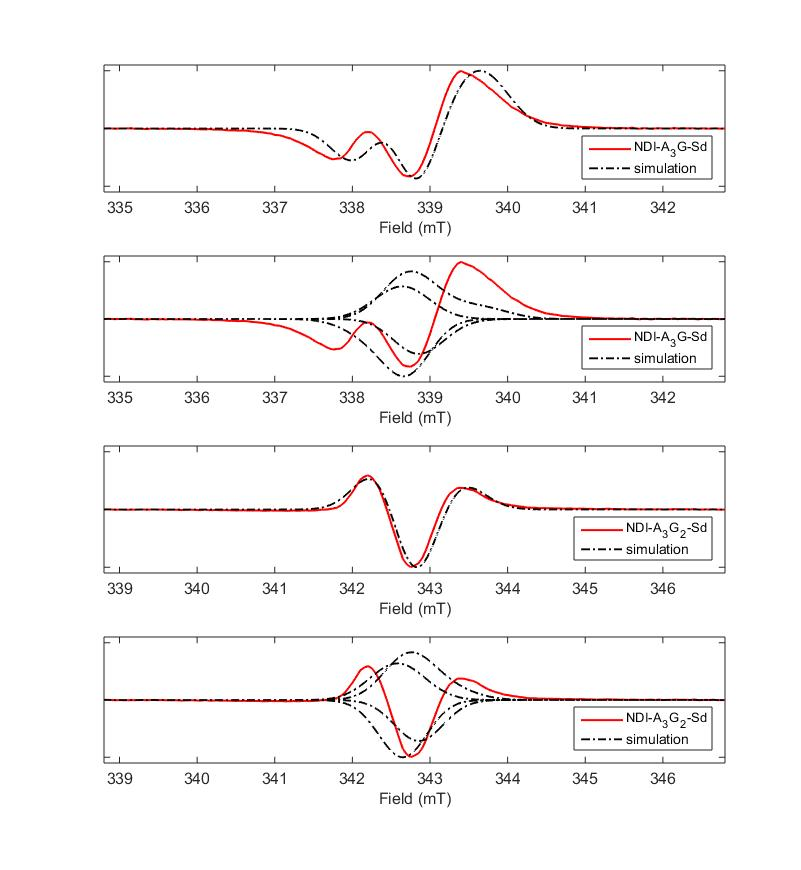 NDI-A3G-Sd
simulation
335 336 337 338 339 340 341 342
Field (mT)
NDI-A3G-Sd
simulation
335 336 337 338 339 340 341 342
Field (mT)
NDI-A3G2-Sd
simulation
339 340 341 342 343 344 345 346
Field (mT)
NDI-A3G2-Sd
simulation
339 340 341 342 343 344 345 346
Field (mT)